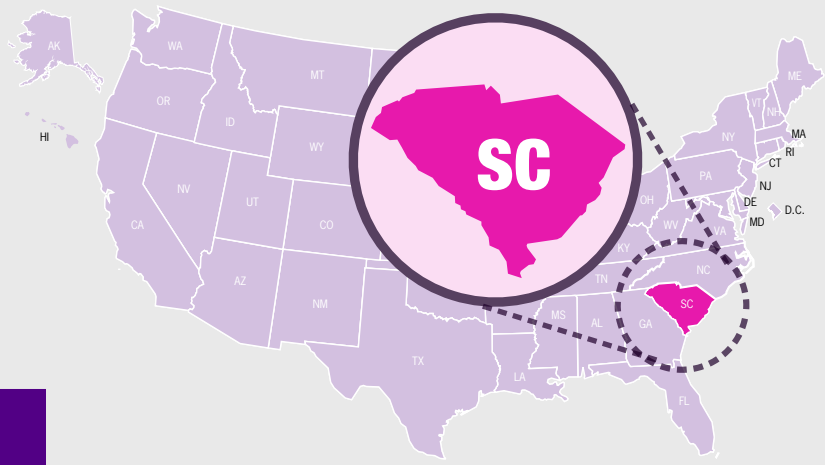 AK
WA
MT
ME
OR
ID
VT
NH
HI
WY
SC
NY
MA
RI
CT
NV
UT
PA
NJ
OH
DE
D.C.
CA
CO
WV
VA
MD
KY
AZ
NM
TN
NC
SC
MS
AL
GA
TX
LA
FL